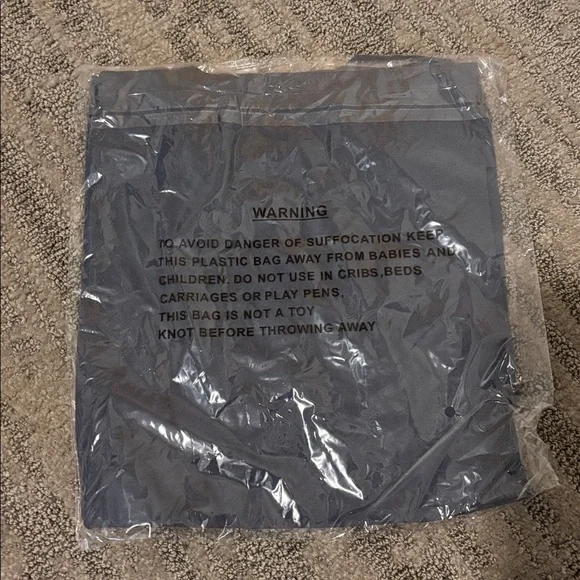 WARNING
TO AVOID DANGER OF SUFFOCATION KEEP
THIS PLASTIC BAG AWAY FROM BABIES AND
CHILDREN. DO NOT USE IN CRIBS,BEDS
CARRIAGES OR PLAY PENS.
THIS BAG IS NOT A TOY
KNOT BEFORE THROWING AWAY